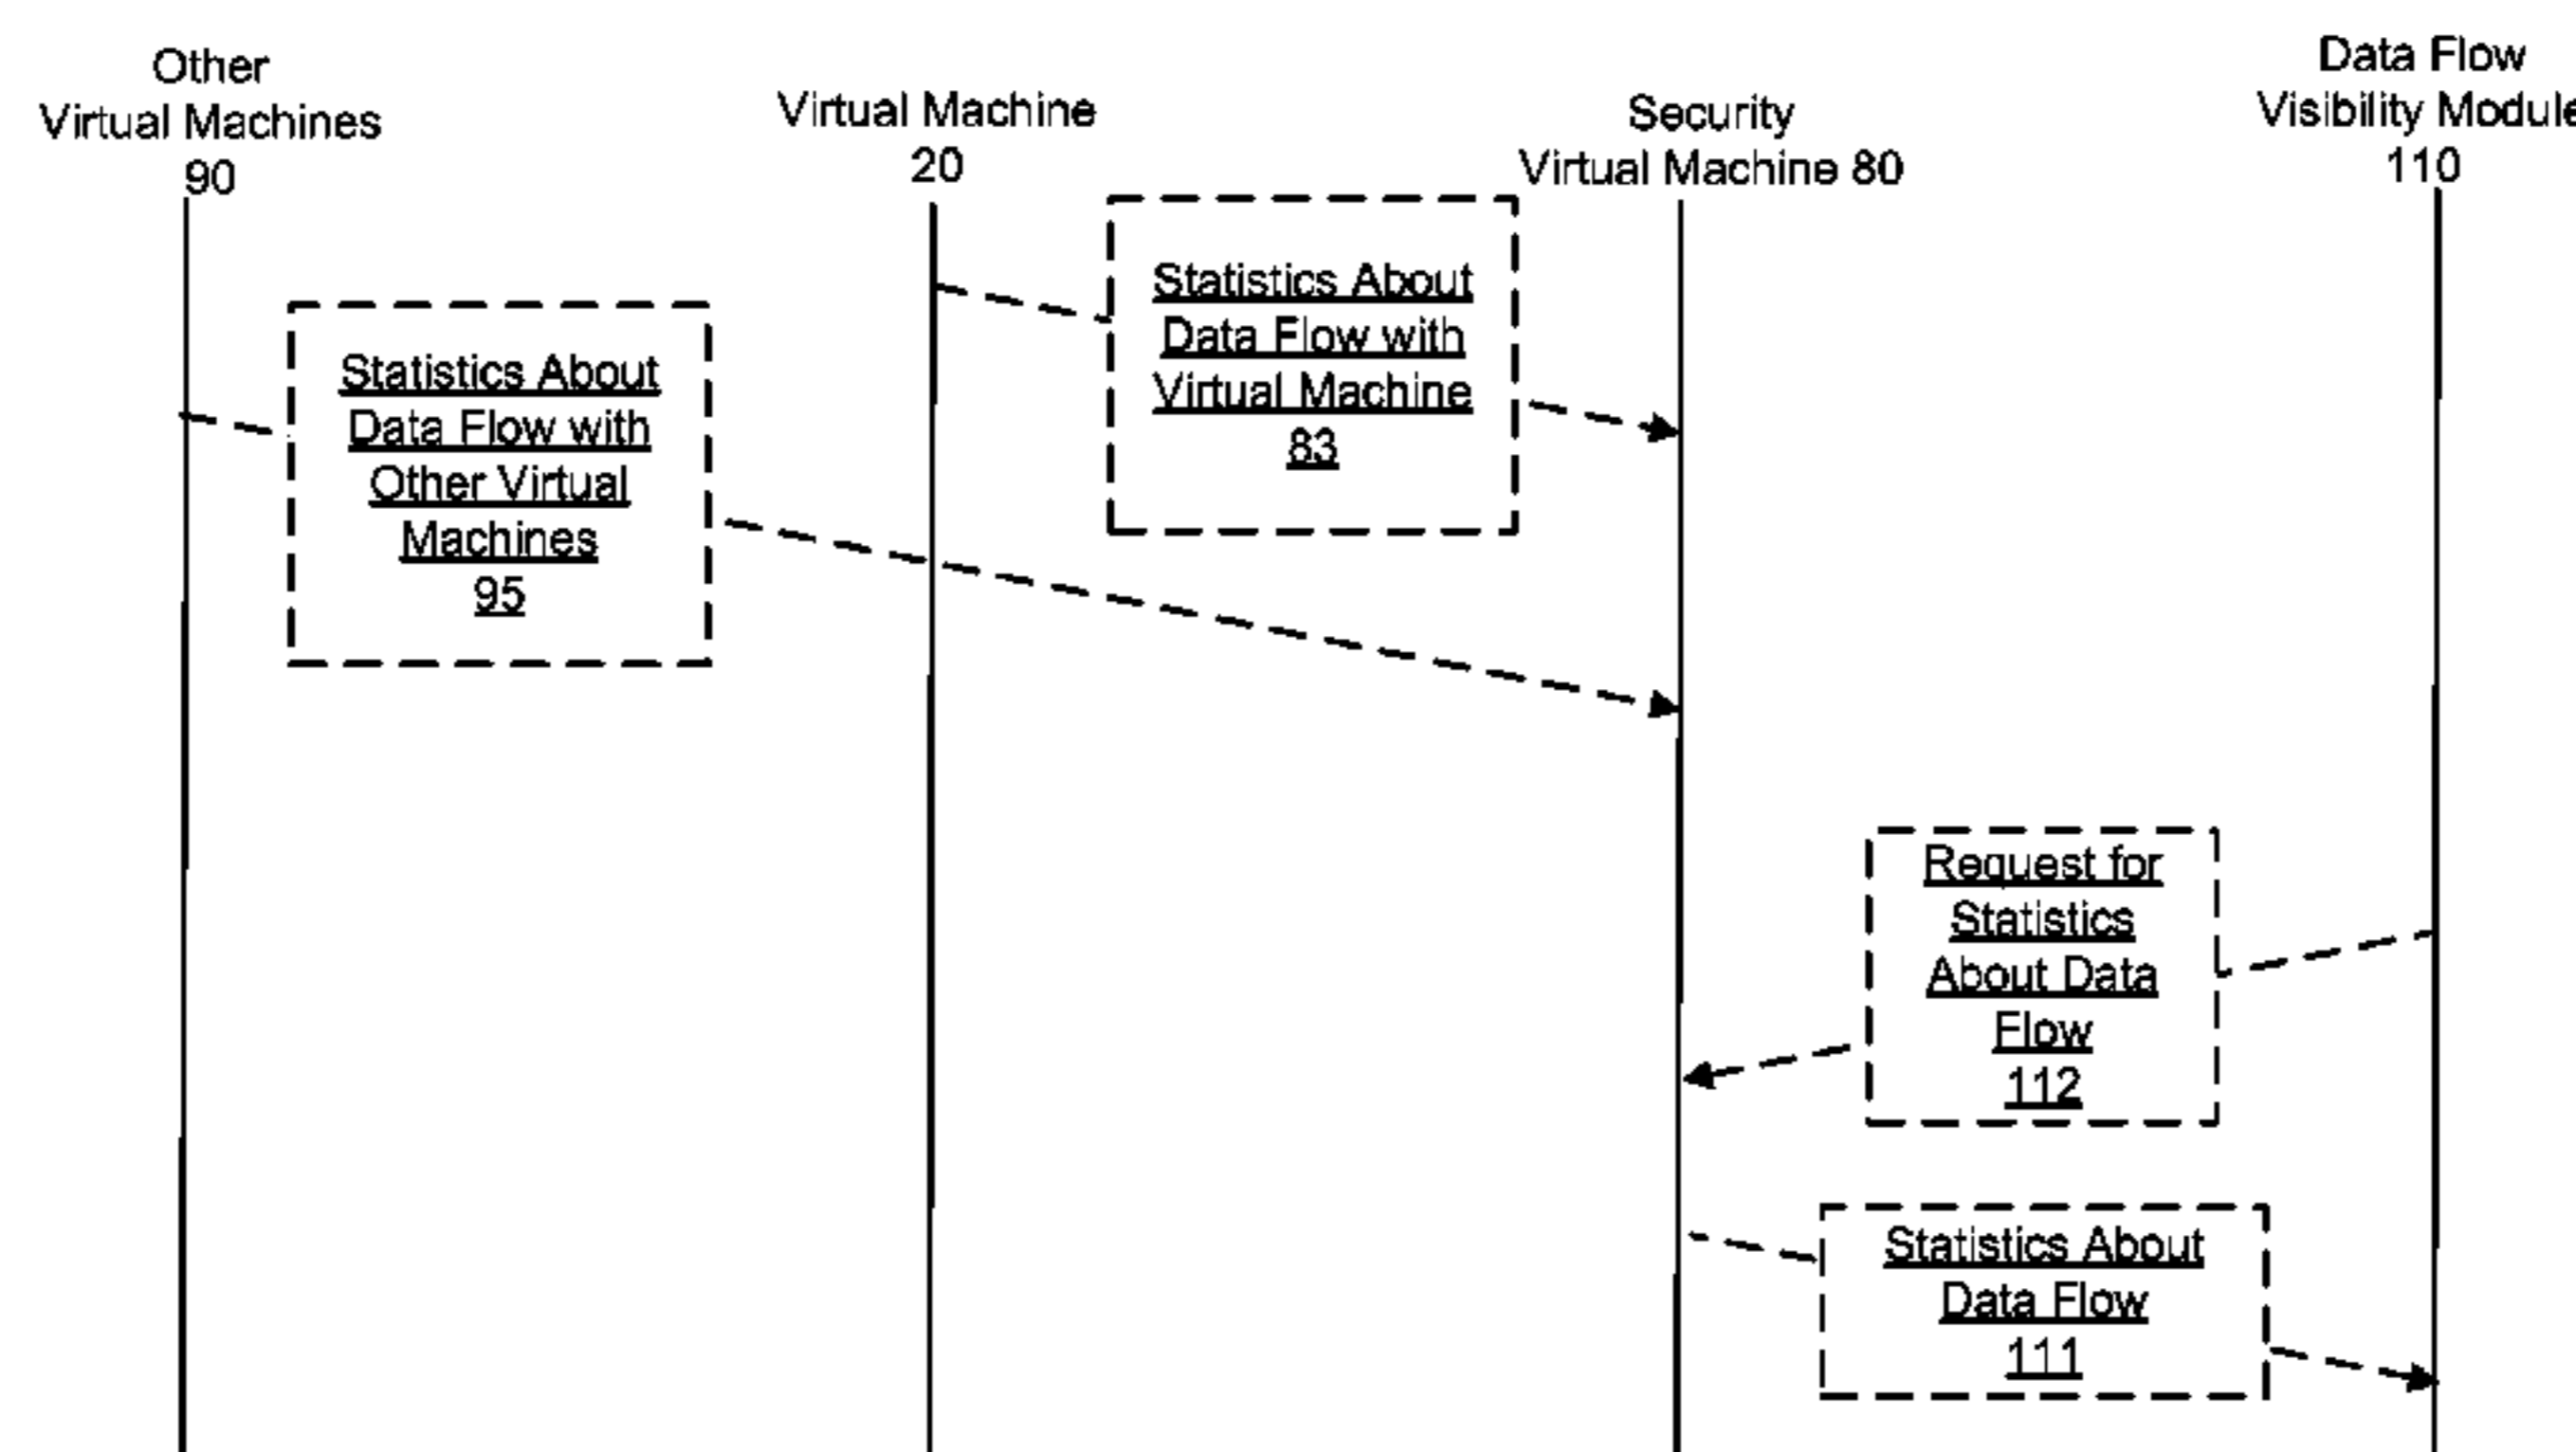 Other
Virtual Machines
90
Virtual Machine
20
Security
Virtual Machine 80
Data Flow
Visibility Module
110
Statistics About
Data Flow with
Virtual Machine
83
Statistics About
Data Flow with
Other Virtual
Machines
95
Request for
Statistics
About Data
Flow
112
Statistics About
Data Flow
111